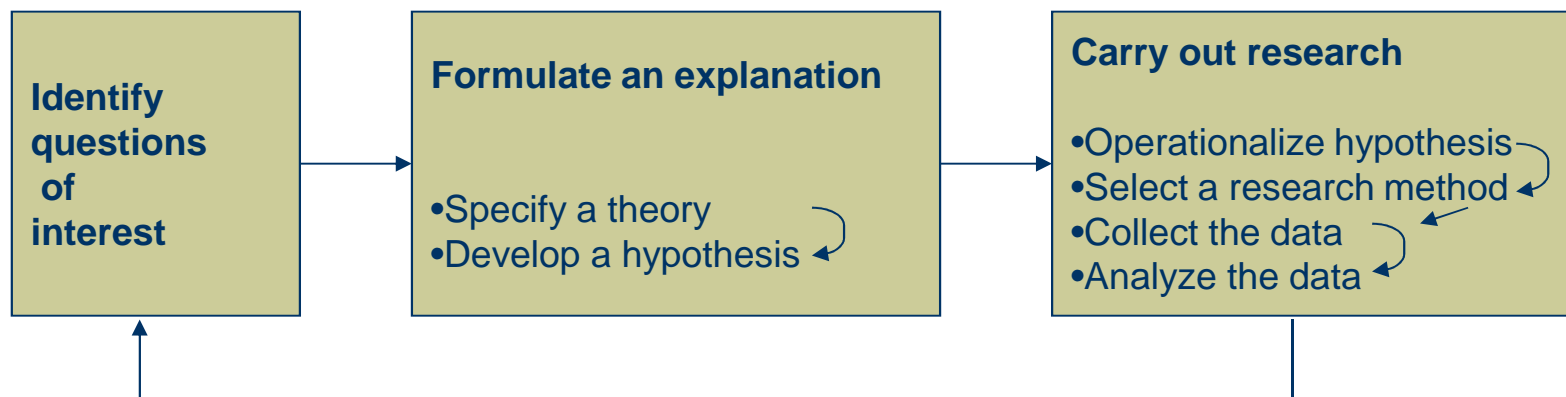 Identify
questions
of
interest
Formulate an explanation
•Specify a theory
•Develop a hypothesis
Carry out research
•Operationalize hypothesis
•Select a research method
•Collect the data
•Analyze the data